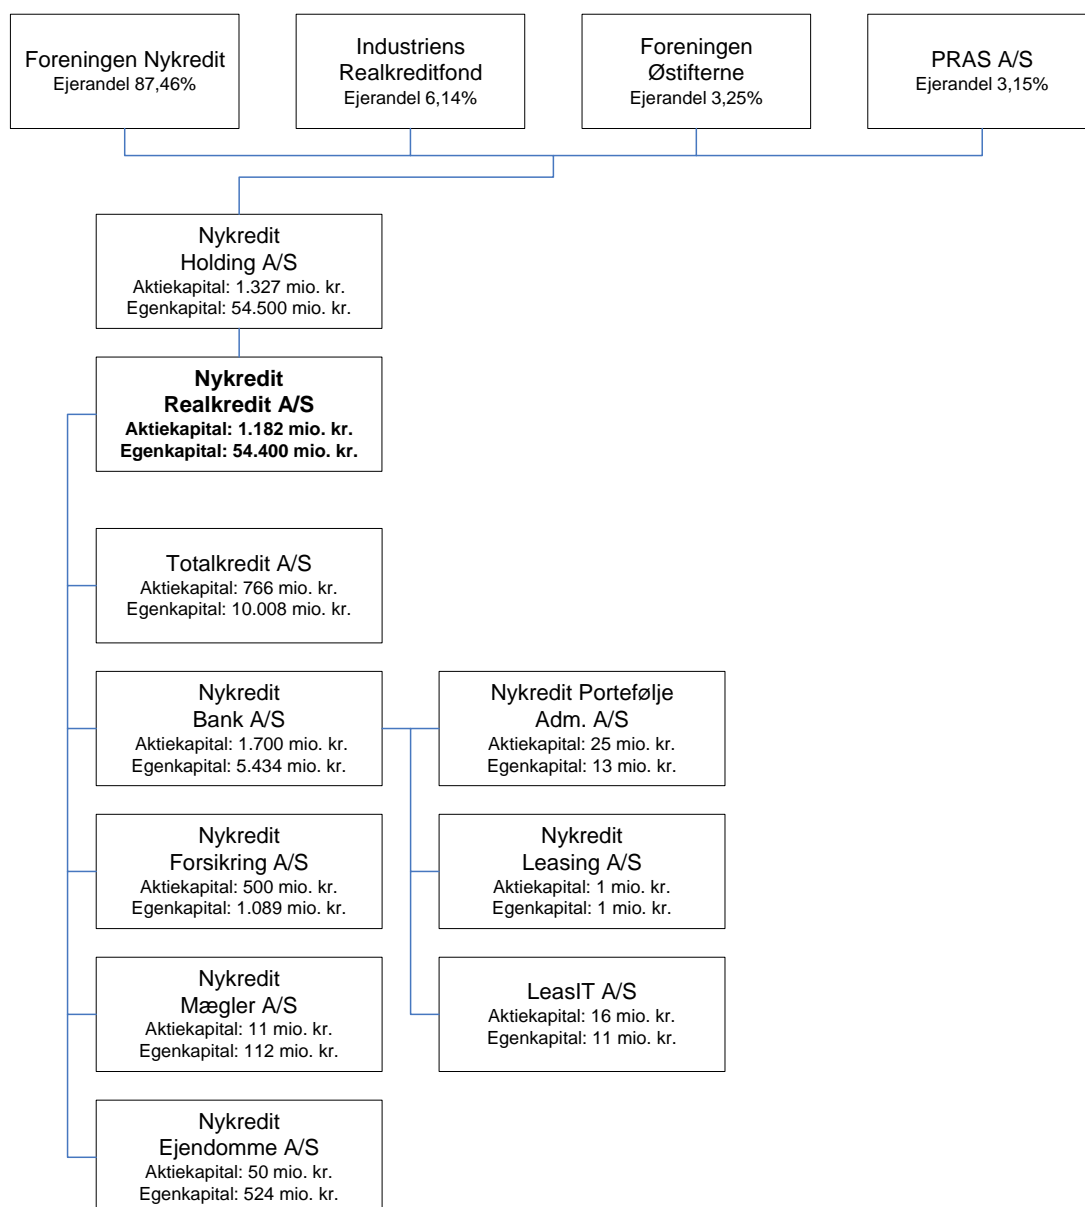 Foreningen Nykredit
Ejerandel 87,46%
Industriens
Realkreditfond
Ejerandel 6,14%
Foreningen
Østifterne
Ejerandel 3,25%
PRAS A/S
Ejerandel 3,15%
Nykredit
Holding A/S
Aktiekapital: 1.327 mio. kr.
Egenkapital: 54.500 mio. kr.
Nykredit
Realkredit A/S
Aktiekapital: 1.182 mio. kr.
Egenkapital: 54.400 mio. kr.
Totalkredit A/S
Aktiekapital: 766 mio. kr.
Egenkapital: 10.008 mio. kr.
Nykredit
Bank A/S
Aktiekapital: 1.700 mio. kr.
Egenkapital: 5.434 mio. kr.
Nykredit Portefølje
Adm. A/S
Aktiekapital: 25 mio. kr.
Egenkapital: 13 mio. kr.
Nykredit
Forsikring A/S
Aktiekapital: 500 mio. kr.
Egenkapital: 1.089 mio. kr.
Nykredit
Leasing A/S
Aktiekapital: 1 mio. kr.
Egenkapital: 1 mio. kr.
Nykredit
Mægler A/S
Aktiekapital: 11 mio. kr.
Egenkapital: 112 mio. kr.
LeasIT A/S
Aktiekapital: 16 mio. kr.
Egenkapital: 11 mio. kr.
Nykredit
Ejendomme A/S
Aktiekapital: 50 mio. kr.
Egenkapital: 524 mio. kr.